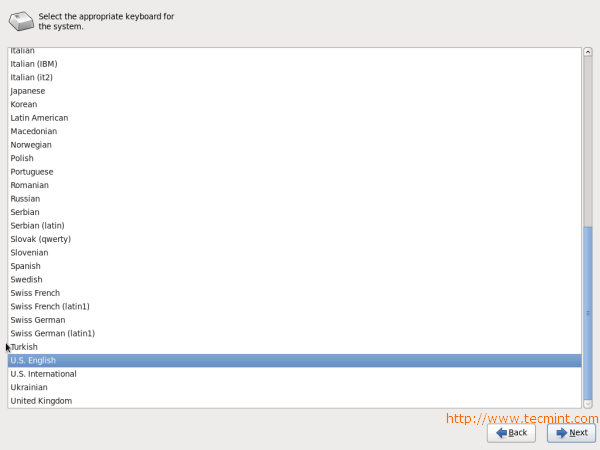 Select the appropriate keyboard for
the system.
Italian
Italian (IBM)
Italian (it2)
Japanese
Korean
Latin American
Macedonian
Norwegian
Polish
Portuguese
Romanian
Russian
Serbian
Serbian (latin)
Slovak (qwerty)
Slovenian
Spanish
Swedish
Swiss French
Swiss French (latin1)
Swiss German
Swiss German (latin1)
Turkish
U.S. English
U.S. International
Ukrainian
United Kingdom
http://www.tecmint.com
Back Next